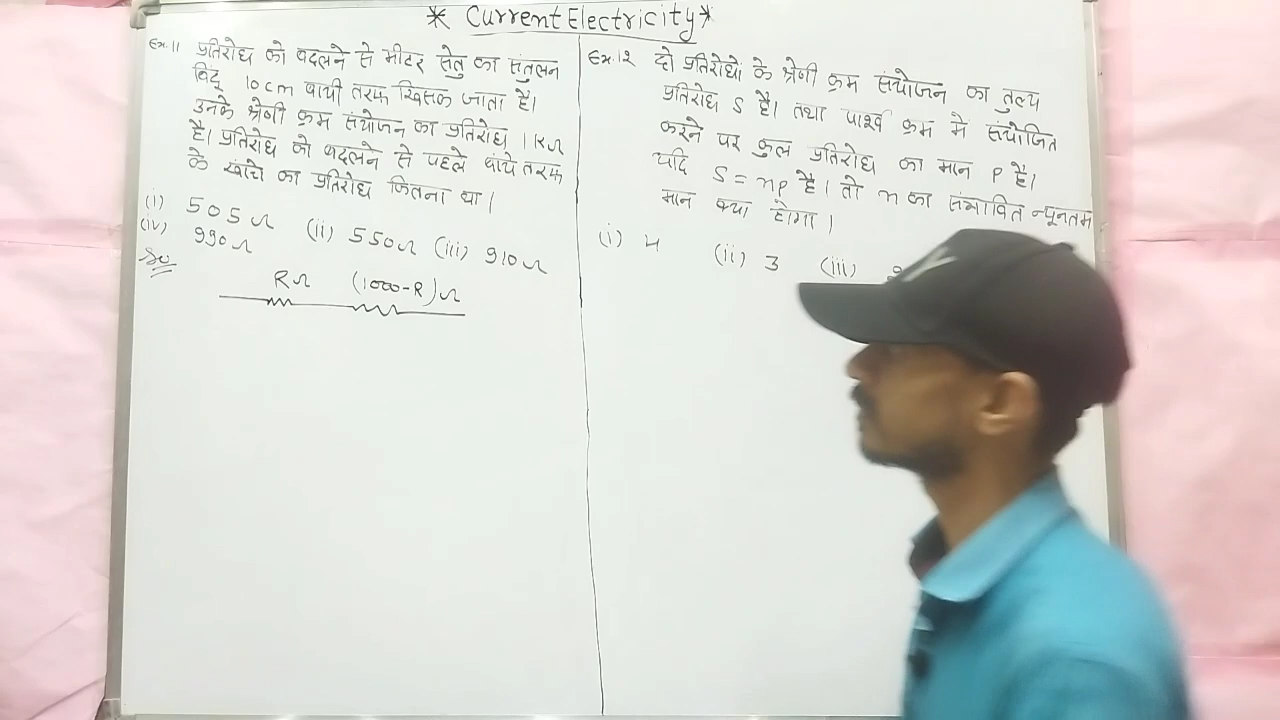 * Current Electricity *
Ex.11 प्रतिरोध को बदलने से मीटर सेतु का संतुलन
बिंदु 10cm बायी तरफ खिसक जाता है।
उनके श्रेणी क्रम संयोजन का प्रतिरोध 1KΩ
है। प्रतिरोध को बदलने से पहले बांये तरफ
के खांचे का प्रतिरोध कितना था।
(i) 505Ω (ii) 550Ω (iii) 910Ω
(iv) 990Ω
Sol
RΩ (1000-R)Ω
Ex.12 दो प्रतिरोधों के श्रेणी क्रम संयोजन का तुल्य
प्रतिरोध S है। तथा पार्श्व क्रम में संयोजित
करने पर कुल प्रतिरोध का मान P है।
यदि S = np है। तो n का संभावित न्यूनतम
मान क्या होगा।
(i) 4 (ii) 3 (iii)